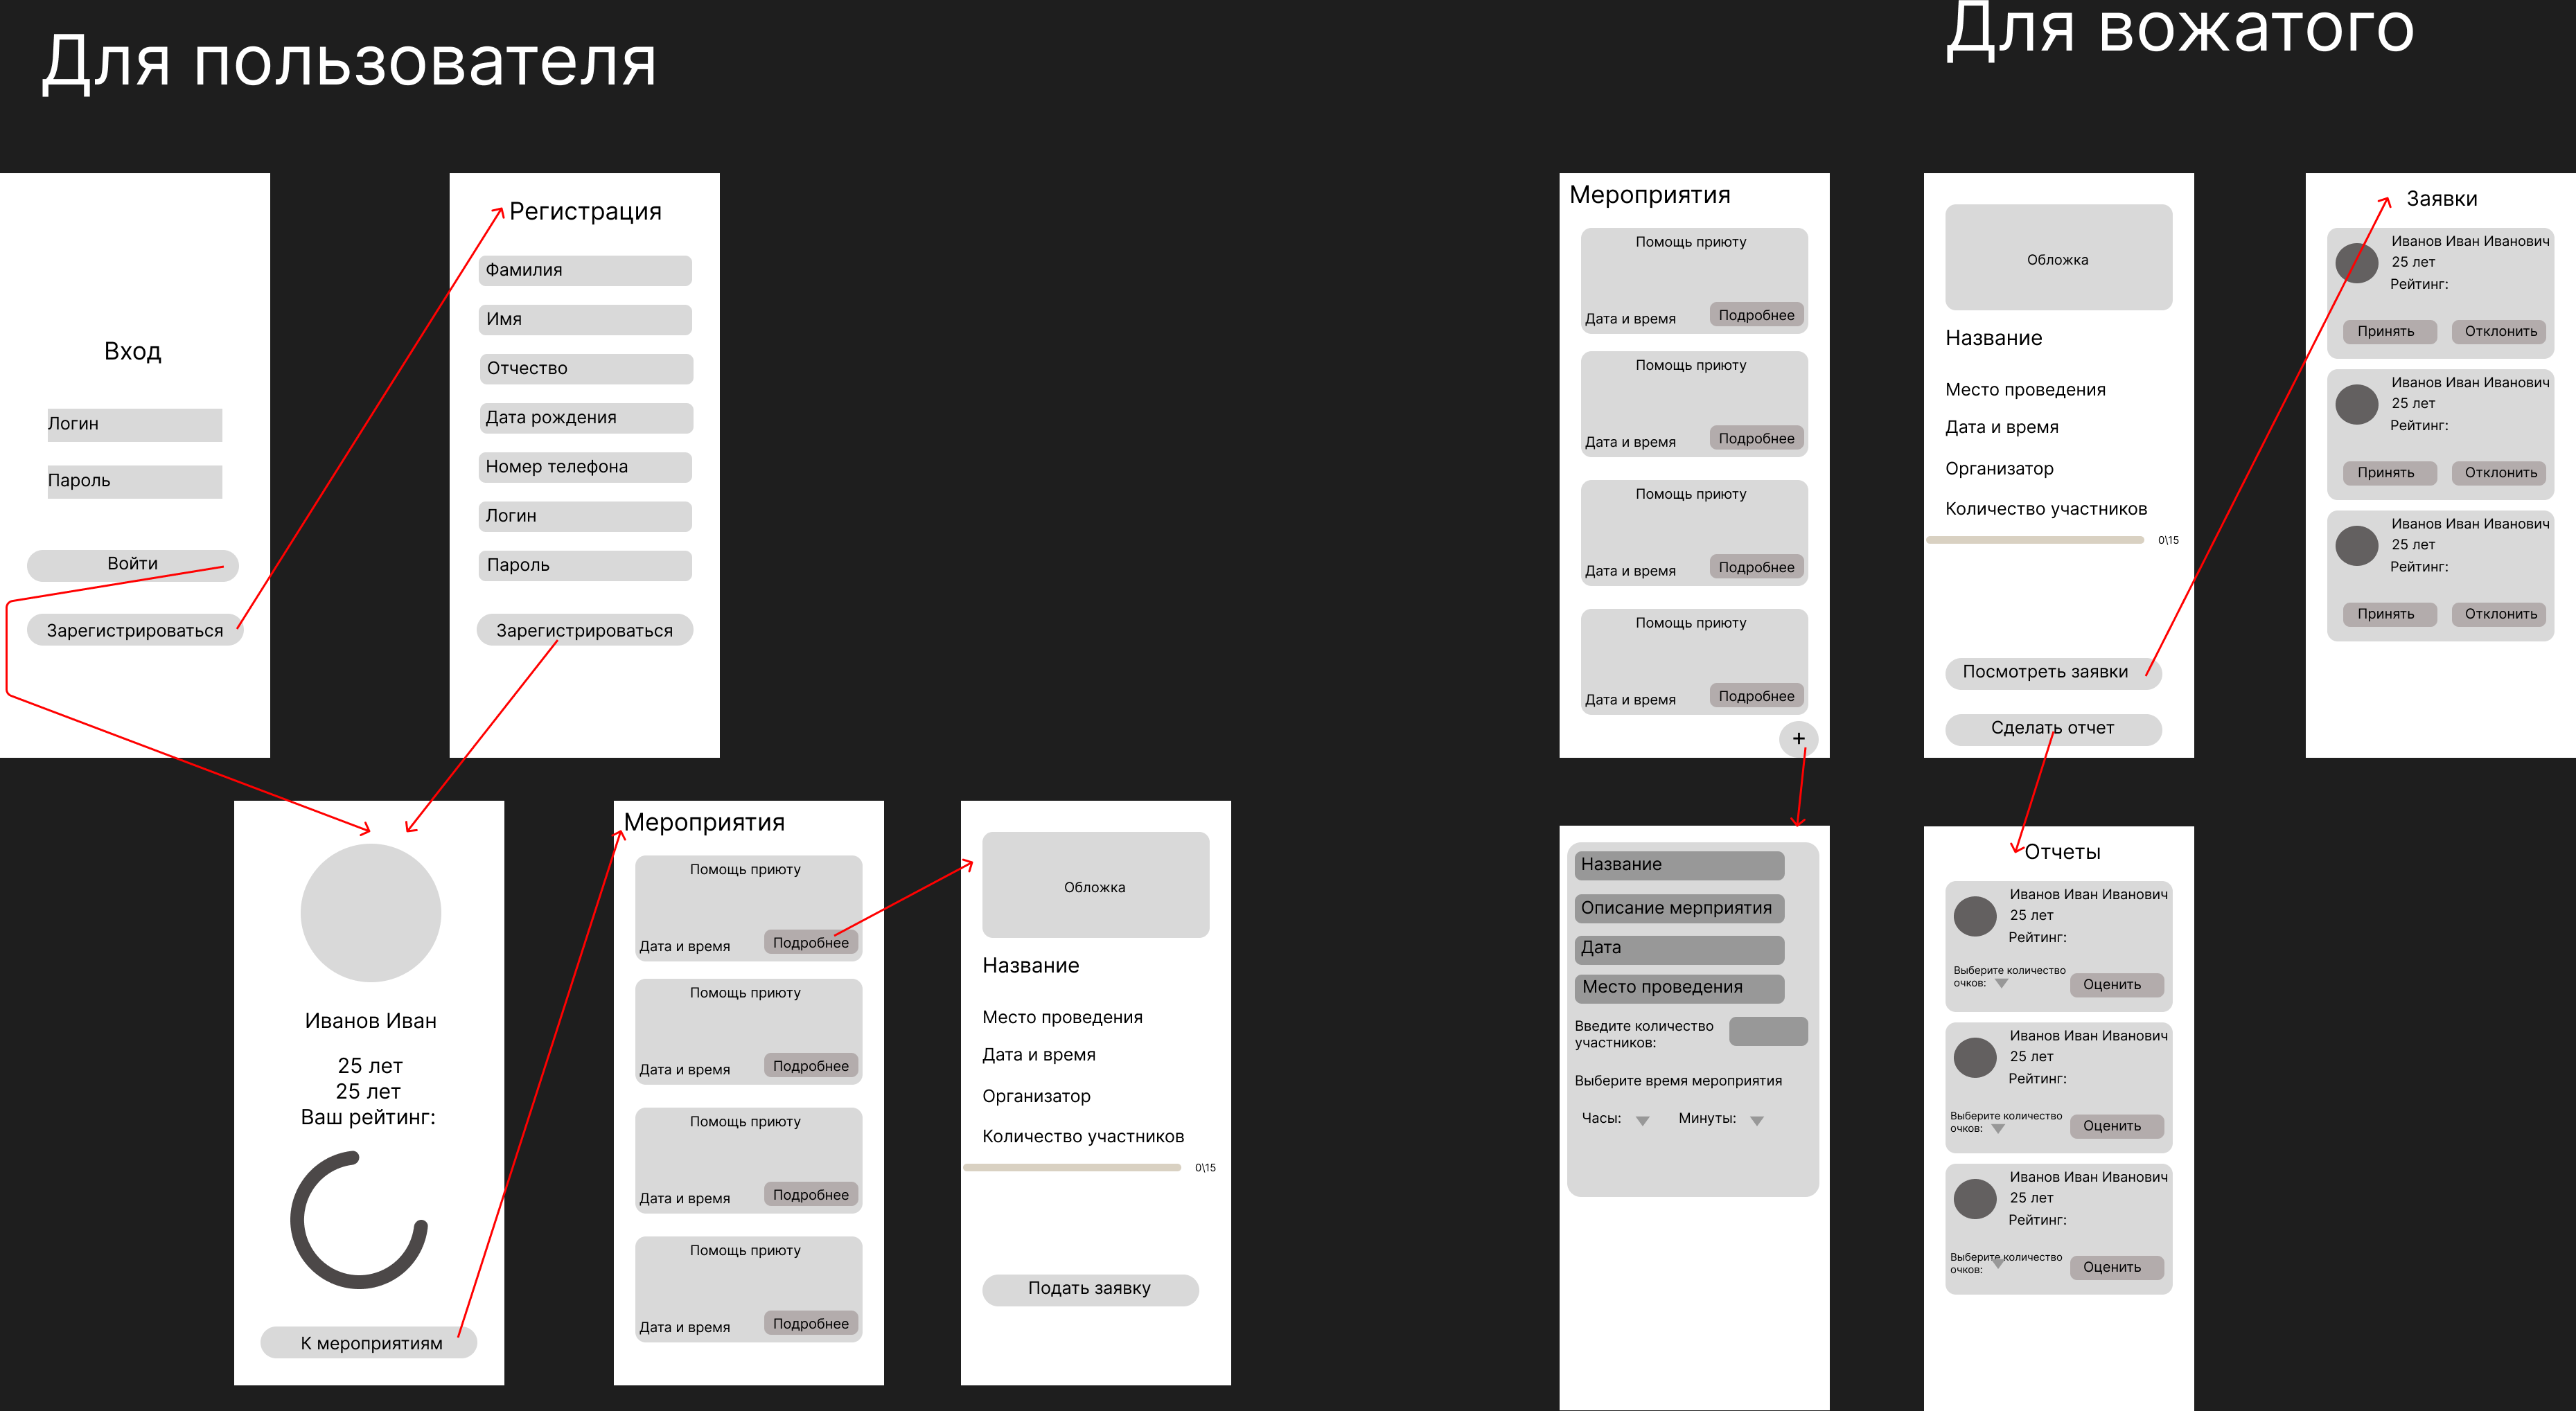 Для пользователя
Для вожатого
Вход
Логин
Пароль
Войти
Зарегистрироваться
Регистрация
Фамилия
Имя
Отчество
Дата рождения
Номер телефона
Логин
Пароль
Зарегистрироваться
Иванов Иван
25 лет
25 лет
Ваш рейтинг:
К мероприятиям
Мероприятия
Помощь приюту
Дата и время
Подробнее
Помощь приюту
Дата и время
Подробнее
Помощь приюту
Дата и время
Подробнее
Помощь приюту
Дата и время
Подробнее
Обложка
Название
Место проведения
Дата и время
Организатор
Количество участников
0\15
Подать заявку
Мероприятия
Помощь приюту
Дата и время
Подробнее
Помощь приюту
Дата и время
Подробнее
Помощь приюту
Дата и время
Подробнее
Помощь приюту
Дата и время
Подробнее
+
Обложка
Название
Место проведения
Дата и время
Организатор
Количество участников
0\15
Посмотреть заявки
Сделать отчет
Заявки
Иванов Иван Иванович
25 лет
Рейтинг:
Принять
Отклонить
Иванов Иван Иванович
25 лет
Рейтинг:
Принять
Отклонить
Иванов Иван Иванович
25 лет
Рейтинг:
Принять
Отклонить
Название
Описание мерприятия
Дата
Место проведения
Введите количество
участников:
Выберите время мероприятия
Часы:
Минуты:
Отчеты
Иванов Иван Иванович
25 лет
Рейтинг:
Выберите количество
очков:
Оценить
Иванов Иван Иванович
25 лет
Рейтинг:
Выберите количество
очков:
Оценить
Иванов Иван Иванович
25 лет
Рейтинг:
Выберите количество
очков:
Оценить